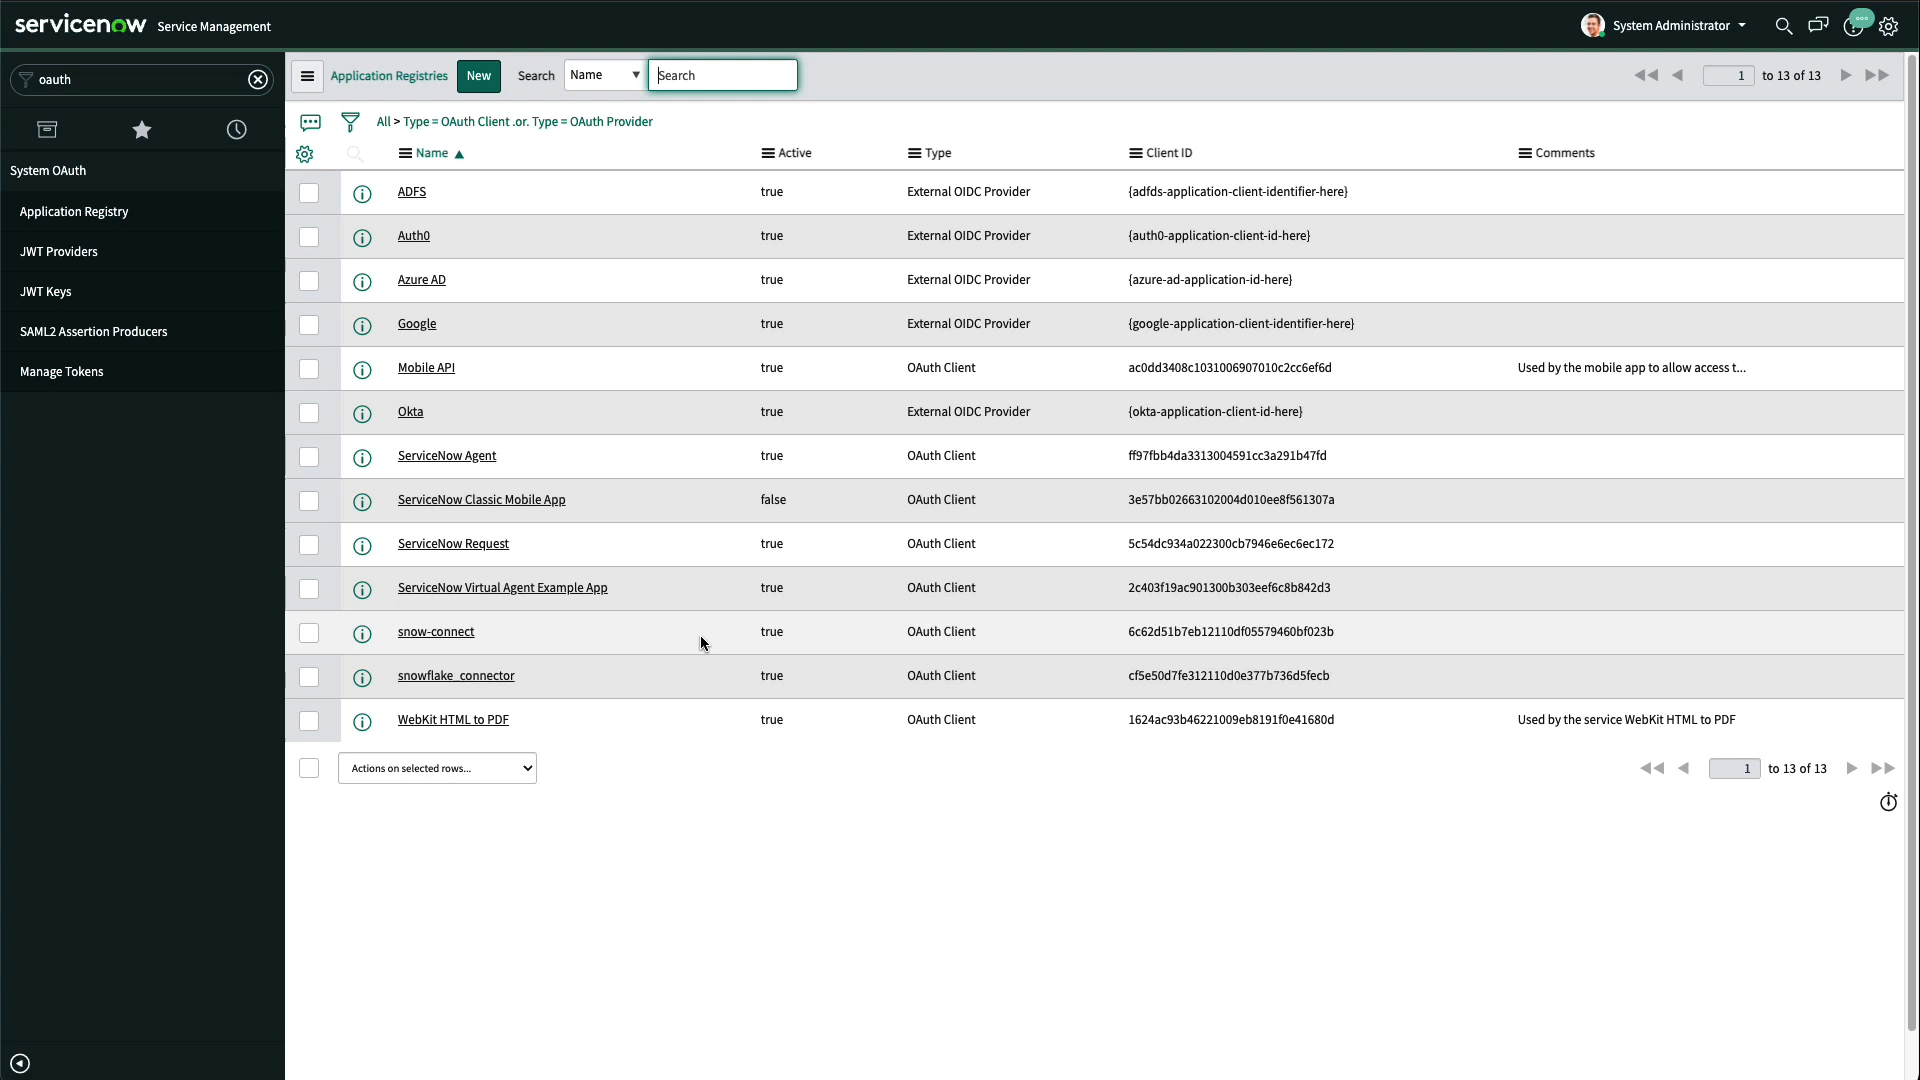 servicenow Service Management
System Administrator
oauth
System OAuth
Application Registry
JWT Providers
JWT Keys
SAML2 Assertion Producers
Manage Tokens
Application Registries New Search Name Search 1 to 13 of 13
All > Type = OAuth Client .or. Type = OAuth Provider
Name Active Type Client ID Comments
ADFS true External OIDC Provider {adfds-application-client-identifier-here}
Auth0 true External OIDC Provider {auth0-application-client-id-here}
Azure AD true External OIDC Provider {azure-ad-application-id-here}
Google true External OIDC Provider {google-application-client-identifier-here}
Mobile API true OAuth Client ac0dd3408c1031006907010c2cc6ef6d Used by the mobile app to allow access t...
Okta true External OIDC Provider {okta-application-client-id-here}
ServiceNow Agent true OAuth Client ff97fbb4da3313004591cc3a291b47fd
ServiceNow Classic Mobile App false OAuth Client 3e57bb02663102004d010ee8f561307a
ServiceNow Request true OAuth Client 5c54dc934a022300cb7946e6ec6ec172
ServiceNow Virtual Agent Example App true OAuth Client 2c403f19ac901300b303eef6c8b842d3
snow-connect true OAuth Client 6c62d51b7eb12110df05579460bf023b
snowflake_connector true OAuth Client cf5e50d7fe312110d0e377b736d5fecb
WebKit HTML to PDF true OAuth Client 1624ac93b46221009eb8191f0e41680d Used by the service WebKit HTML to PDF
Actions on selected rows... 1 to 13 of 13